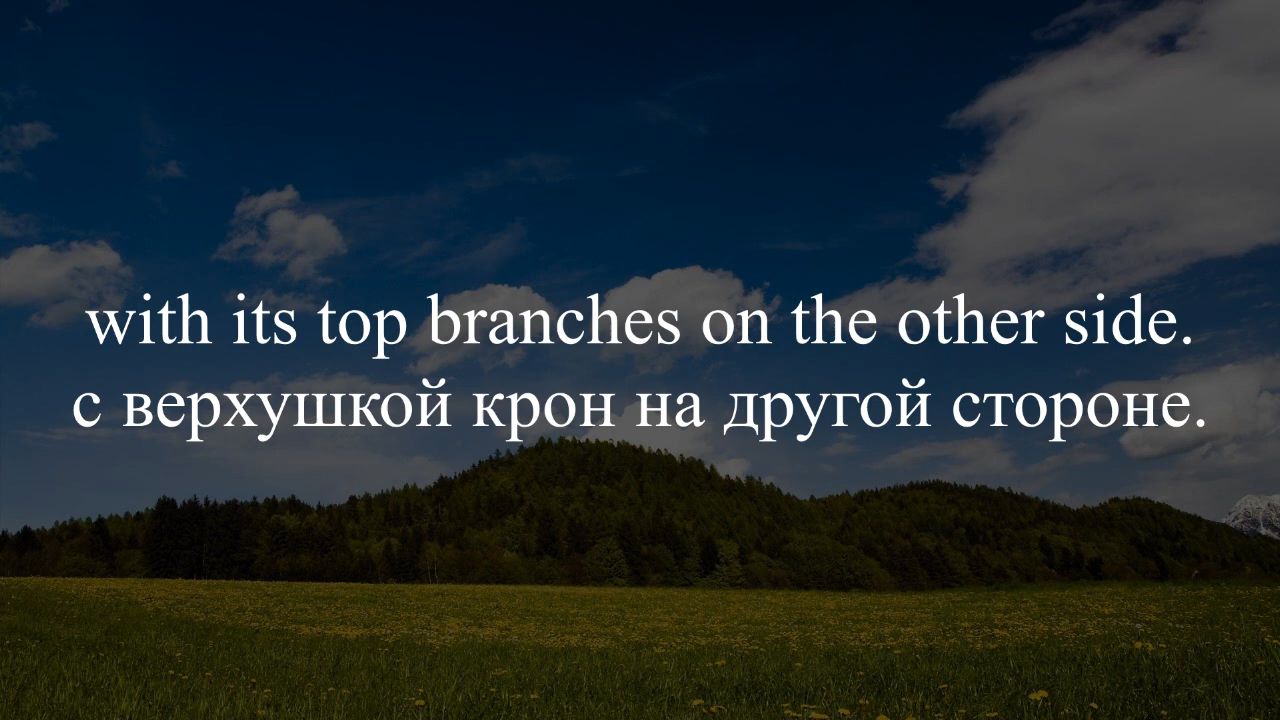 with its top branches on the other side.
с верхушкой крон на другой стороне.